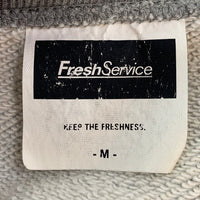 FreshService
KEEP THE FRESHNESS.
- M -